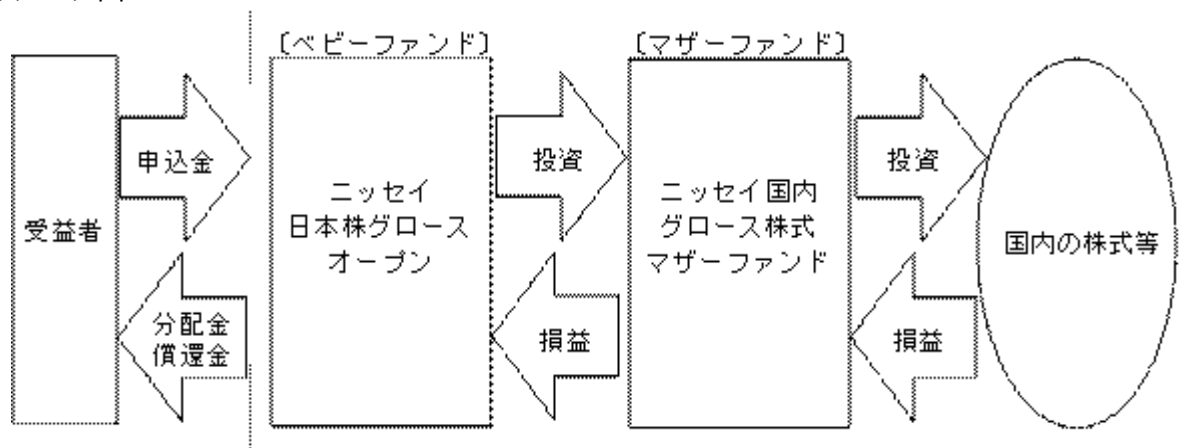 〔ベビーファンド〕
〔マザーファンド〕
受益者
申込金
分配金
償還金
ニッセイ
日本株グロース
オープン
投資
損益
ニッセイ国内
グロース株式
マザーファンド
投資
損益
国内の株式等